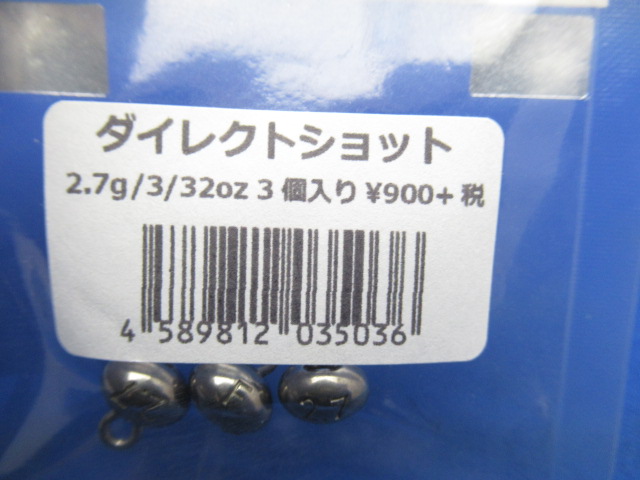 ダイレクトショット
2.7g/3/32oz 3 個入り ¥900+ 税
4 589812 035036
27